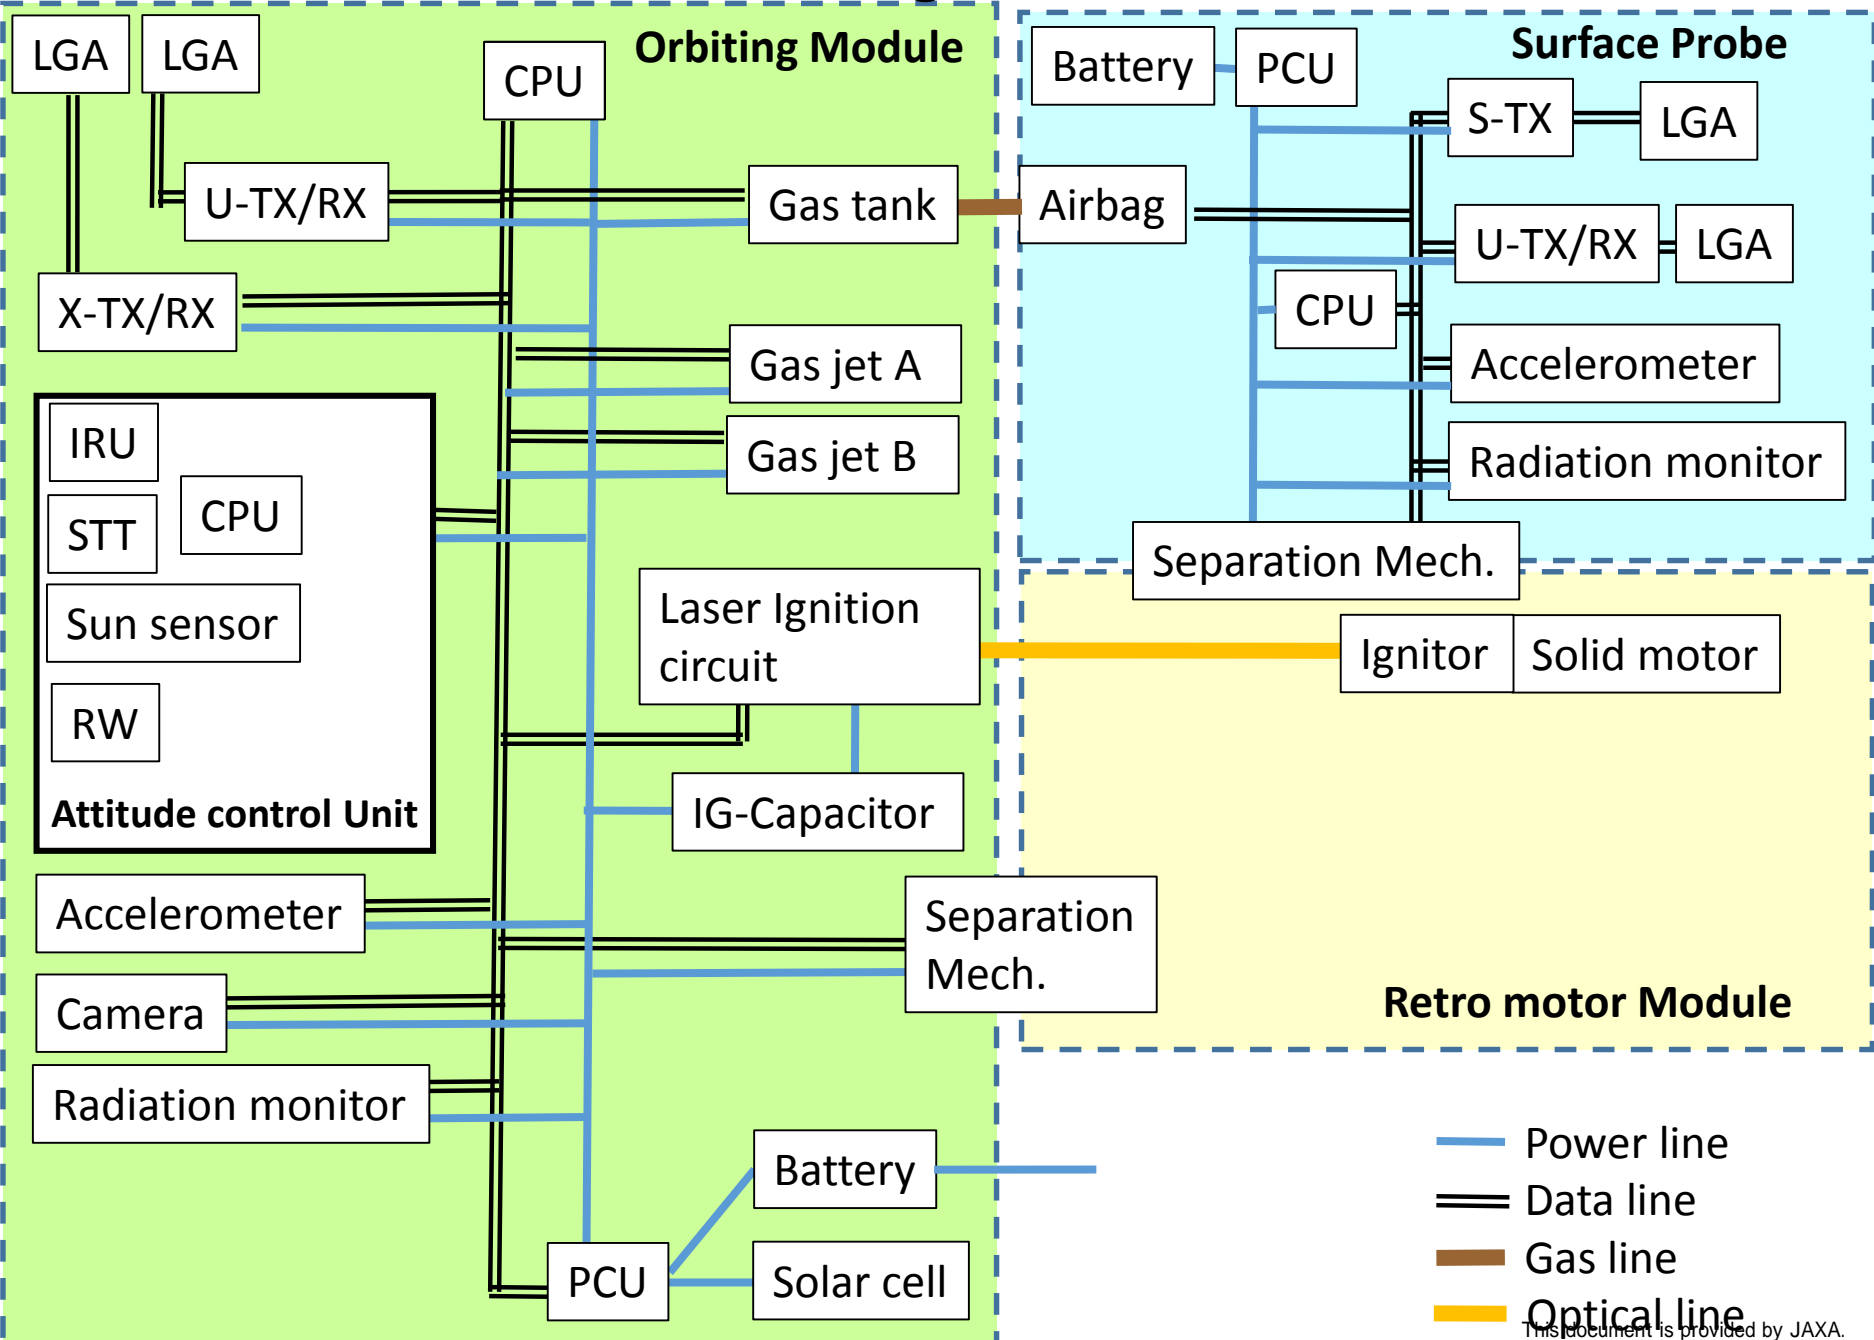 Orbiting Module
LGA
LGA
CPU
U-TX/RX
Gas tank
X-TX/RX
Gas jet A
Gas jet B
IRU
CPU
STT
Sun sensor
RW
Attitude control Unit
Laser Ignition
circuit
IG-Capacitor
Accelerometer
Separation
Mech.
Camera
Radiation monitor
Battery
PCU
Solar cell
Surface Probe
Battery
PCU
S-TX
LGA
Airbag
U-TX/RX
LGA
CPU
Accelerometer
Radiation monitor
Separation Mech.
Ignitor
Solid motor
Retro motor Module
Power line
Data line
Gas line
Optical line
This document is provided by JAXA.